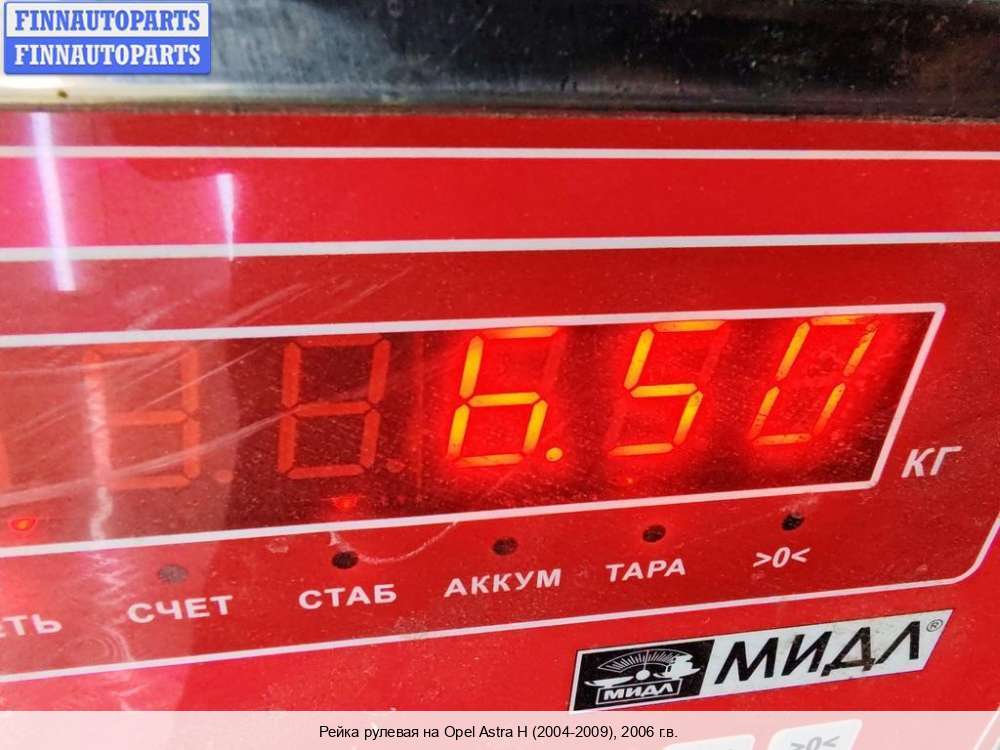 FINNAUTOPARTS
FINNAUTOPARTS
6.50
КГ
СЧЕТ СТАБ АККУМ ТАРА >0<
МИДЛ МИДЛ®
>0<
Рейка рулевая на Opel Astra H (2004-2009), 2006 г.в.